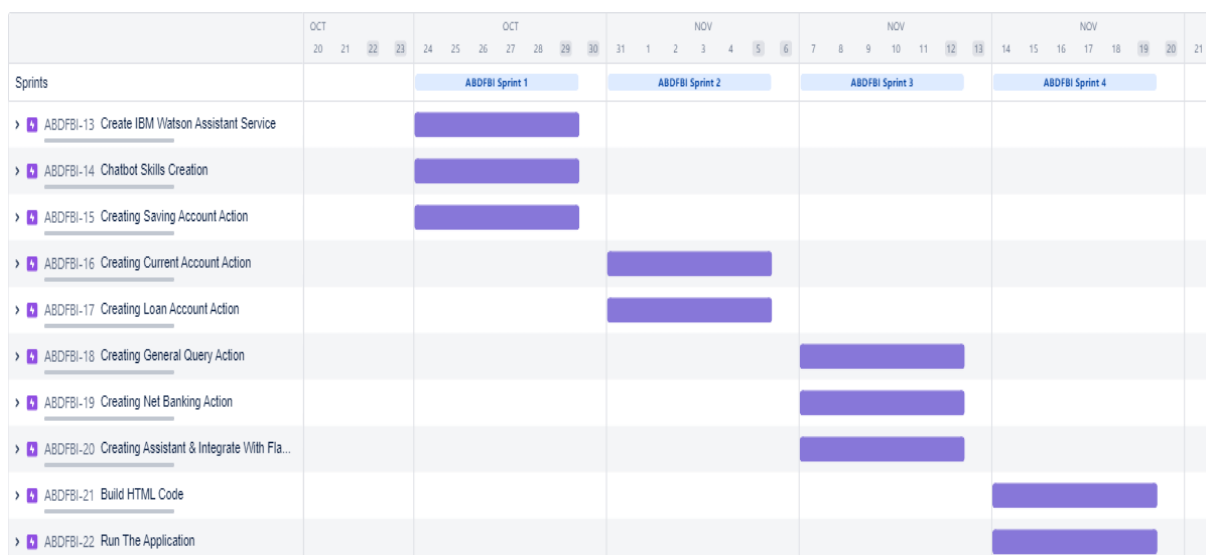 OCT OCT NOV NOV NOV
20 21 22 23 24 25 26 27 28 29 30 31 1 2 3 4 5 6 7 8 9 10 11 12 13 14 15 16 17 18 19 20 21
Sprints ABDFBI Sprint 1 ABDFBI Sprint 2 ABDFBI Sprint 3 ABDFBI Sprint 4
ABDFBI-13 Create IBM Watson Assistant Service
ABDFBI-14 Chatbot Skills Creation
ABDFBI-15 Creating Saving Account Action
ABDFBI-16 Creating Current Account Action
ABDFBI-17 Creating Loan Account Action
ABDFBI-18 Creating General Query Action
ABDFBI-19 Creating Net Banking Action
ABDFBI-20 Creating Assistant & Integrate With Fla...
ABDFBI-21 Build HTML Code
ABDFBI-22 Run The Application